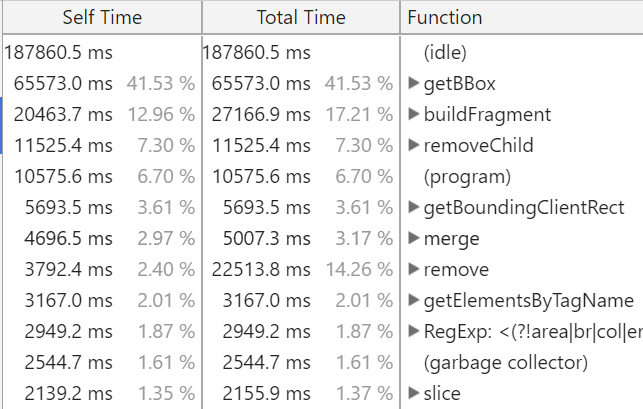 Self Time Total Time Function
187860.5 ms 187860.5 ms (idle)
65573.0 ms 41.53 % 65573.0 ms 41.53 % getBBox
20463.7 ms 12.96 % 27166.9 ms 17.21 % buildFragment
11525.4 ms 7.30 % 11525.4 ms 7.30 % removeChild
10575.6 ms 6.70 % 10575.6 ms 6.70 % (program)
5693.5 ms 3.61 % 5693.5 ms 3.61 % getBoundingClientRect
4696.5 ms 2.97 % 5007.3 ms 3.17 % merge
3792.4 ms 2.40 % 22513.8 ms 14.26 % remove
3167.0 ms 2.01 % 3167.0 ms 2.01 % getElementsByTagName
2949.2 ms 1.87 % 2949.2 ms 1.87 % RegExp: <(?!area|br|col|en
2544.7 ms 1.61 % 2544.7 ms 1.61 % (garbage collector)
2139.2 ms 1.35 % 2155.9 ms 1.37 % slice